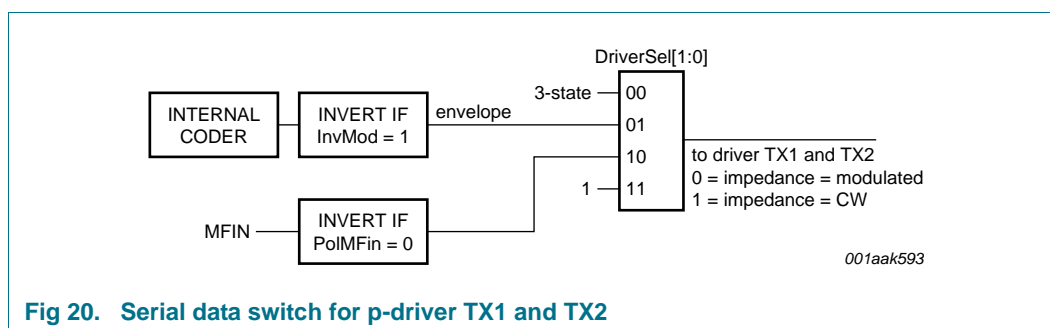 DriverSel[1:0]
3-state
00
INTERNAL
CODER
INVERT IF
InvMod = 1
envelope
01
10
1
11
to driver TX1 and TX2
0 = impedance = modulated
1 = impedance = CW
MFIN
INVERT IF
PolMFin = 0
001aak593
Fig 20. Serial data switch for p-driver TX1 and TX2